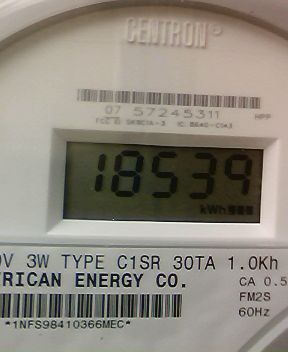 CENTRON®
07 57245311
HPP
18539
kWh
V 3W TYPE C1SR 30TA 1.0Kh
RICAN ENERGY CO.
CA 0.5
FM2S
60Hz
*1NFS98410366MEC*